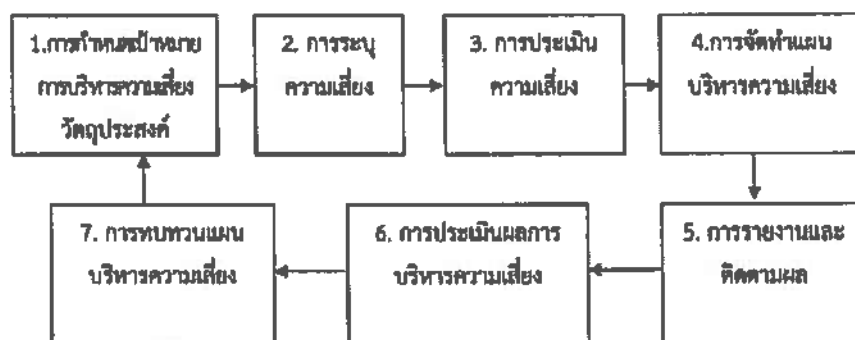 1.การกำหนดเป้าหมาย
การบริหารความเสี่ยง
วัตถุประสงค์
2. การระบุ
ความเสี่ยง
3. การประเมิน
ความเสี่ยง
4.การจัดทำแผน
บริหารความเสี่ยง
5. การรายงานและ
ติดตามผล
6. การประเมินผลการ
บริหารความเสี่ยง
7. การทบทวนแผน
บริหารความเสี่ยง